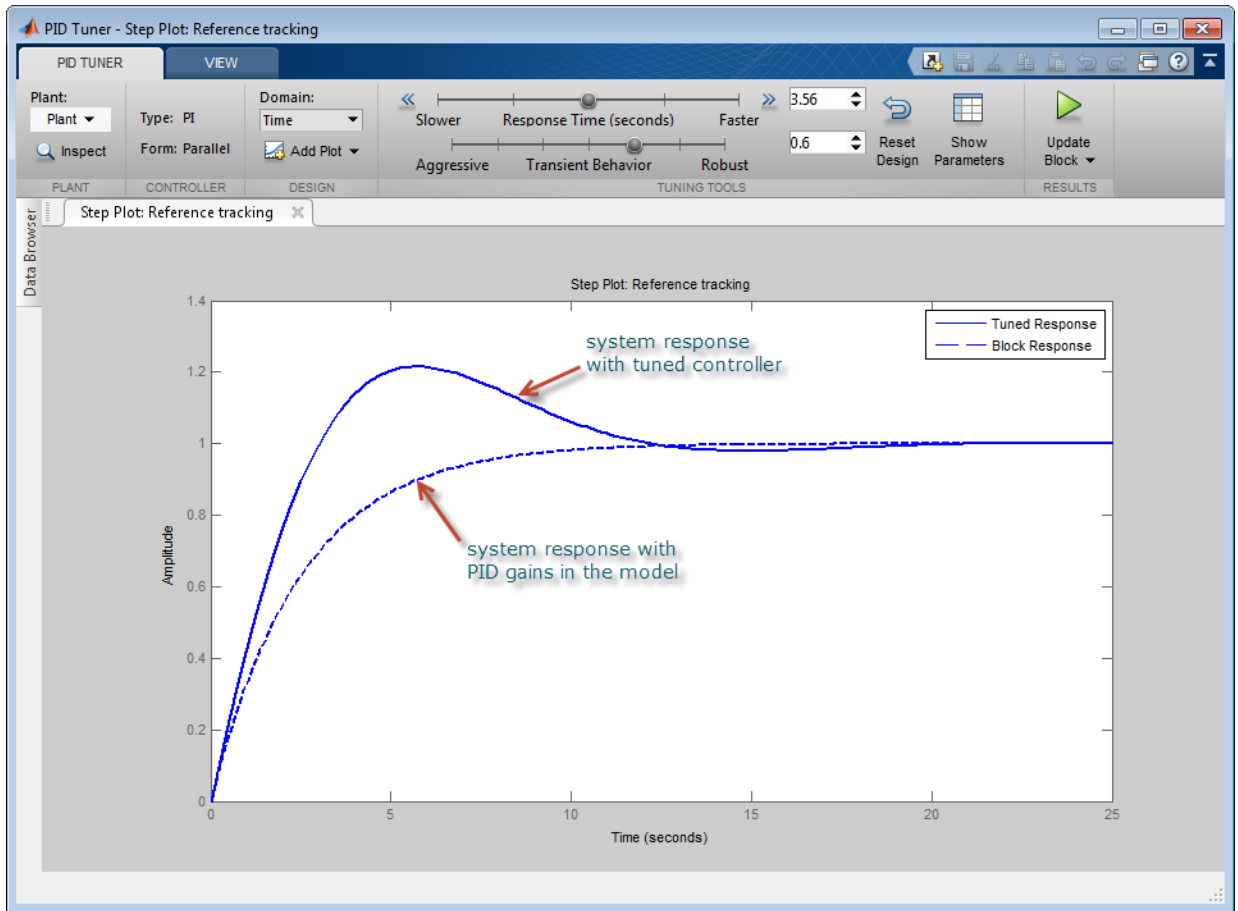 PID Tuner - Step Plot: Reference tracking
PID TUNER
VIEW
Plant:
Plant
Inspect
PLANT
Type: PI
Form: Parallel
CONTROLLER
Domain:
Time
Add Plot
DESIGN
Slower Response Time (seconds) Faster
3.56
Aggressive Transient Behavior Robust
0.6
Reset
Design
Show
Parameters
TUNING TOOLS
Update
Block
RESULTS
Data Browser
Step Plot: Reference tracking
Step Plot: Reference tracking
Tuned Response
Block Response
system response
with tuned controller
system response with
PID gains in the model
Amplitude
1.4
1.2
1
0.8
0.6
0.4
0.2
0
0 5 10 15 20 25
Time (seconds)